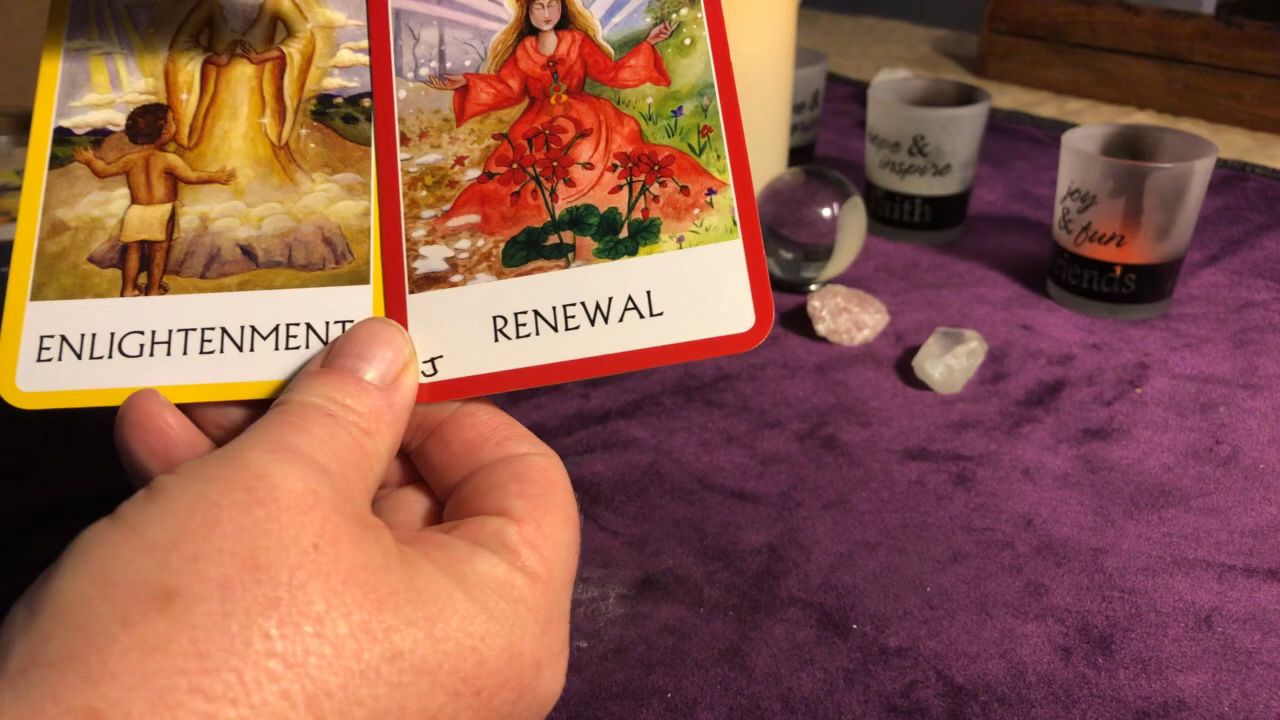 ENLIGHTENMENT
RENEWAL
J
&
inspire
faith
joy
& fun
friends